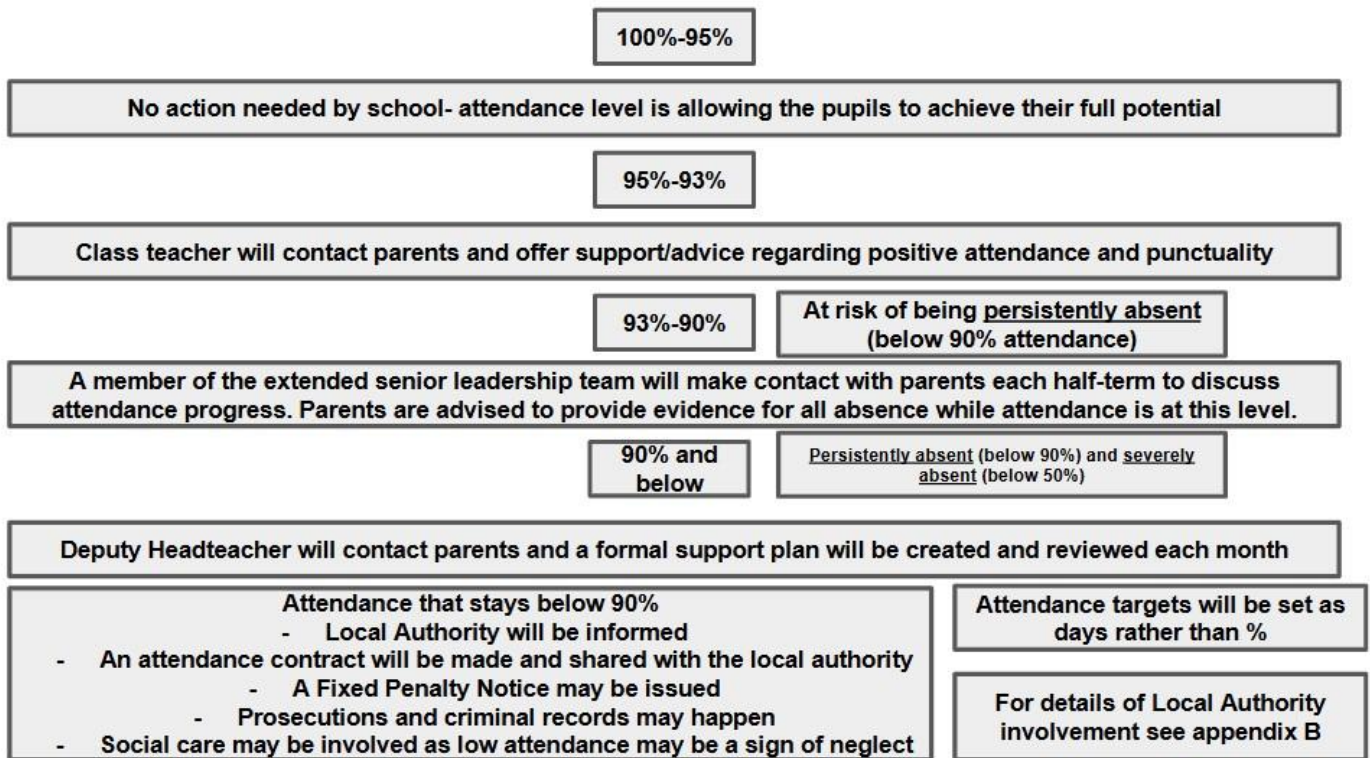 100%-95%
No action needed by school- attendance level is allowing the pupils to achieve their full potential
95%-93%
Class teacher will contact parents and offer support/advice regarding positive attendance and punctuality
93%-90%
At risk of being persistently absent
(below 90% attendance)
A member of the extended senior leadership team will make contact with parents each half-term to discuss
attendance progress. Parents are advised to provide evidence for all absence while attendance is at this level.
90% and
below
Persistently absent (below 90%) and severely
absent (below 50%)
Deputy Headteacher will contact parents and a formal support plan will be created and reviewed each month
Attendance that stays below 90%
- Local Authority will be informed
- An attendance contract will be made and shared with the local authority
- A Fixed Penalty Notice may be issued
- Prosecutions and criminal records may happen
- Social care may be involved as low attendance may be a sign of neglect
Attendance targets will be set as
days rather than %
For details of Local Authority
involvement see appendix B